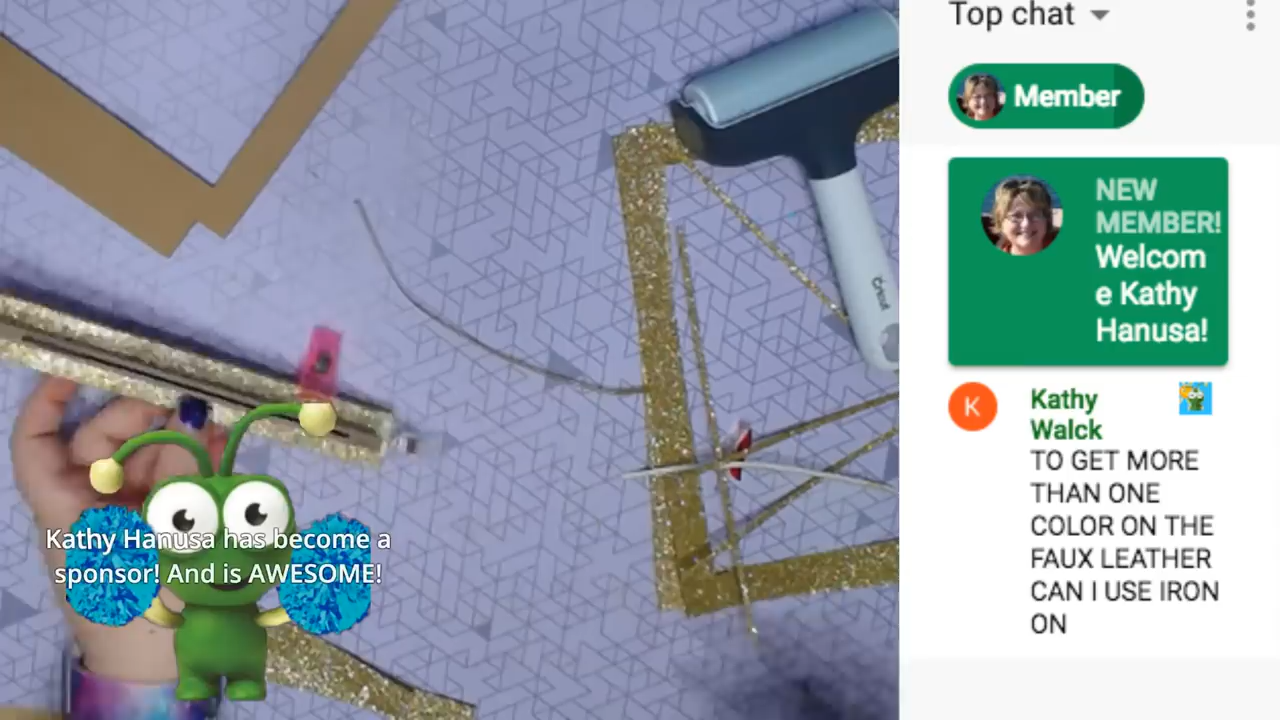 Top chat
Member
NEW
MEMBER!
Welcom
e Kathy
Hanusa!
K
Kathy
Walck
TO GET MORE
THAN ONE
COLOR ON THE
FAUX LEATHER
CAN I USE IRON
ON
cricut
Kathy Hanusa has become a
sponsor! And is AWESOME!